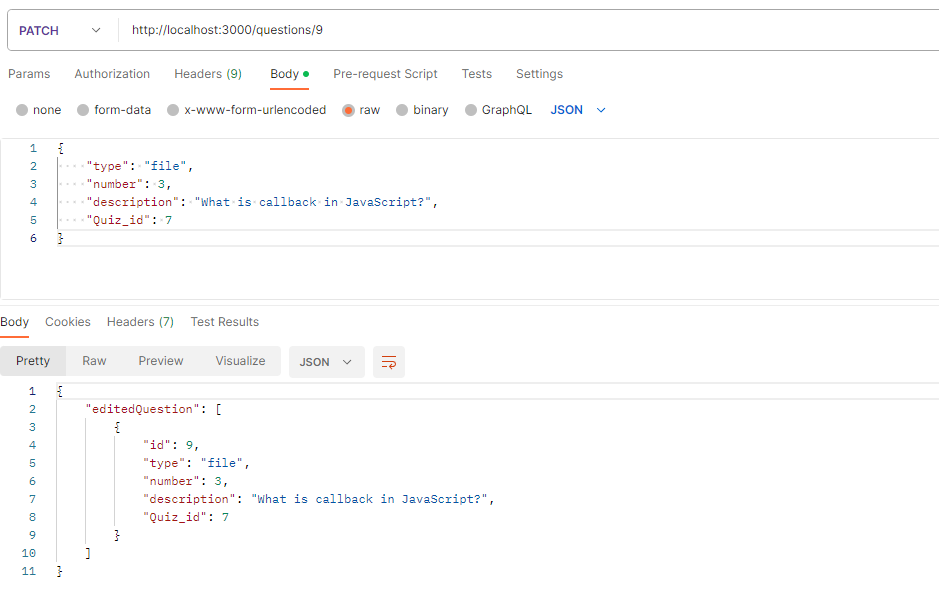 PATCH http://localhost:3000/questions/9
Params Authorization Headers (9) Body Pre-request Script Tests Settings
none form-data x-www-form-urlencoded raw binary GraphQL JSON
1 {
2 "type": "file",
3 "number": 3,
4 "description": "What is callback in JavaScript?",
5 "Quiz_id": 7
6 }
Body Cookies Headers (7) Test Results
Pretty Raw Preview Visualize JSON
1 {
2 "editedQuestion": [
3 {
4 "id": 9,
5 "type": "file",
6 "number": 3,
7 "description": "What is callback in JavaScript?",
8 "Quiz_id": 7
9 }
10 ]
11 }